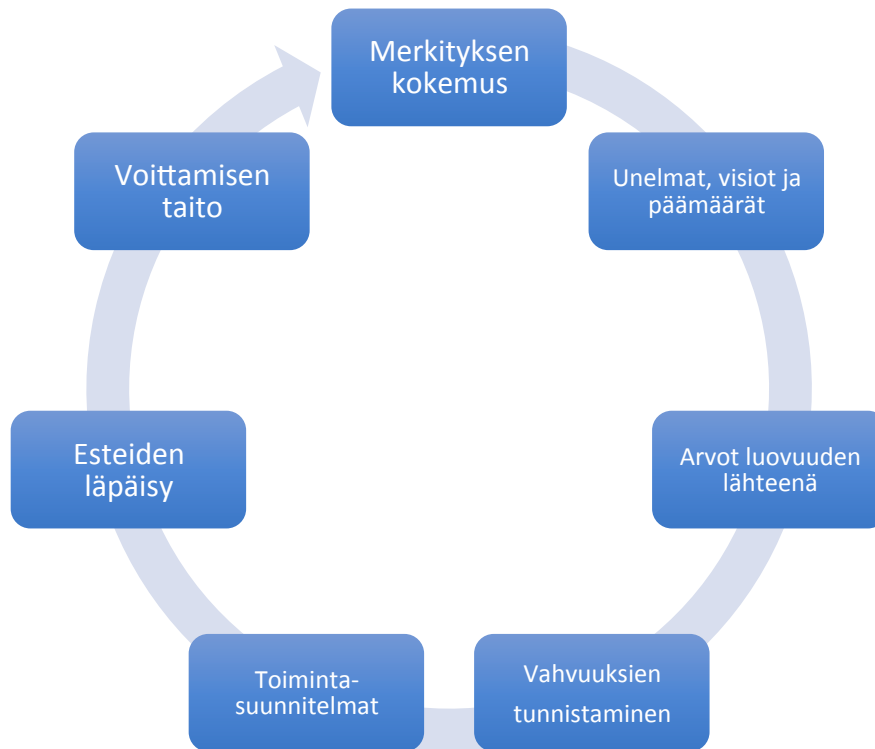 Merkityksen
kokemus
Unelmat, visiot ja
päämäärät
Arvot luovuuden
lähteenä
Vahvuuksien
tunnistaminen
Toiminta-
suunnitelmat
Esteiden
läpäisy
Voittamisen
taito